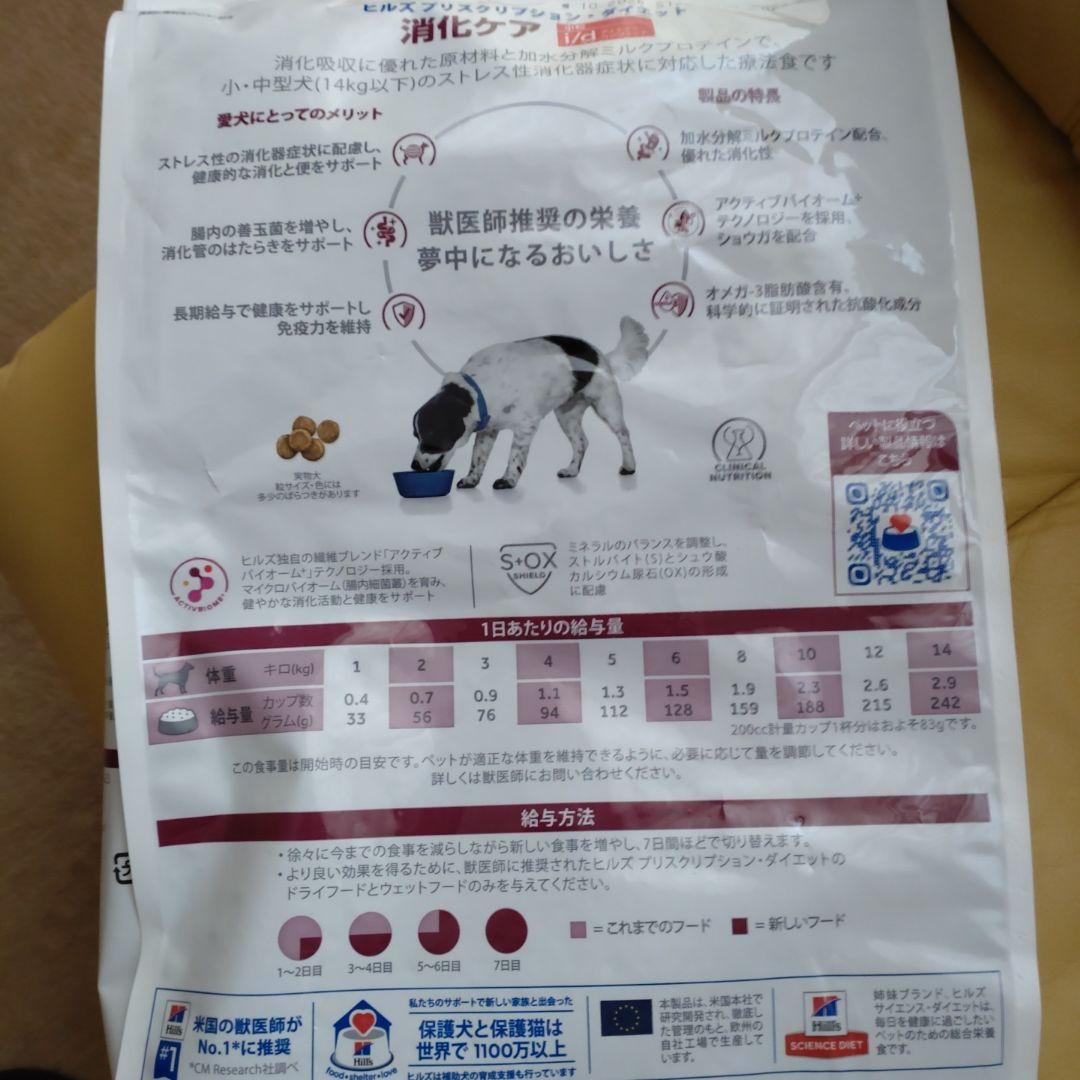 ヒルズ プリスクリプション・ダイエット
消化ケア i/d
消化吸収に優れた原材料と加水分解ミルクプロテインで、
小・中型犬(14kg以下)のストレス性消化器症状に対応した療法食です
愛犬にとってのメリット
ストレス性の消化器症状に配慮し、
健康的な消化と便をサポート
腸内の善玉菌を増やし、
消化管のはたらきをサポート
長期給与で健康をサポートし
免疫力を維持
獣医師推奨の栄養
夢中になるおいしさ
製品の特長
加水分解ミルクプロテイン配合、
優れた消化性
アクティブバイオーム+
テクノロジーを採用、
ショウガを配合
オメガ-3脂肪酸含有、
科学的に証明された抗酸化成分
実物大
粒サイズ・色には
多少のばらつきがあります
CLINICAL
NUTRITION
ペットに役立つ
詳しい製品情報は
こちら
ACTIVBIOME+
ヒルズ独自の繊維ブレンド「アクティブ
バイオーム+」テクノロジー採用。
マイクロバイオーム(腸内細菌叢)を育み、
健やかな消化活動と健康をサポート
S+OX
SHIELD
ミネラルのバランスを調整し、
ストルバイト(S)とシュウ酸
カルシウム尿石(OX)の形成
に配慮
1日あたりの給与量
体重 キロ(kg) 1 2 3 4 5 6 8 10 12 14
給与量 カップ数 0.4 0.7 0.9 1.1 1.3 1.5 1.9 2.3 2.6 2.9
グラム(g) 33 56 76 94 112 128 159 188 215 242
200cc計量カップ1杯分はおよそ83gです。
この食事量は開始時の目安です。ペットが適正な体重を維持できるように、必要に応じて量を調節してください。
詳しくは獣医師にお問い合わせください。
給与方法
・徐々に今までの食事を減らしながら新しい食事を増やし、7日間ほどで切り替えます。
・より良い効果を得るために、獣医師に推奨されたヒルズ プリスクリプション・ダイエットの
ドライフードとウェットフードのみを与えてください。
1〜2日目 3〜4日目 5〜6日目 7日目
=これまでのフード =新しいフード
Hill's
#1
米国の獣医師が
No.1*に推奨
*CM Research社調べ
Hill's
food・shelter・love
私たちのサポートで新しい家族と出会った
保護犬と保護猫は
世界で 1100万以上
ヒルズは補助犬の育成支援も行っています
本製品は、米国本社で
研究開発され、徹底し
た管理のもと、欧州の
自社工場で生産して
います。
Hill's
SCIENCE DIET
姉妹ブランド、ヒルズ
サイエンス・ダイエットは、
毎日を健康に過ごしたい
ペットのための総合栄養
食です。